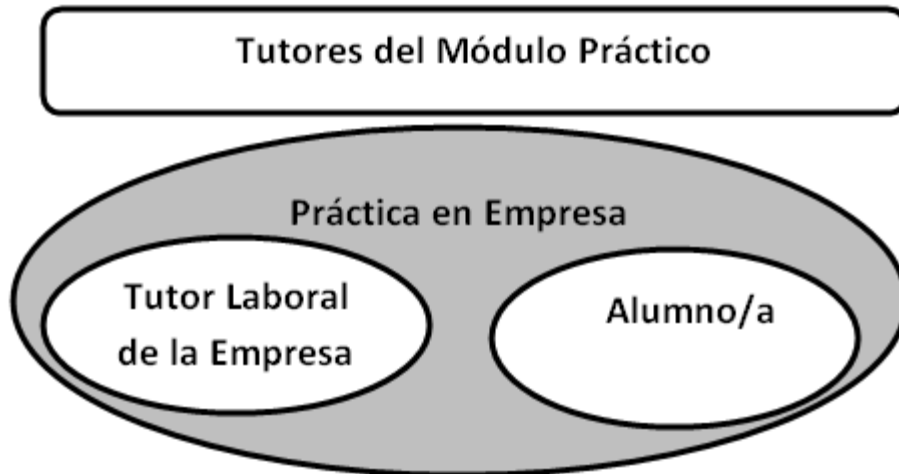 Tutores del Módulo Práctico
Práctica en Empresa
Tutor Laboral
de la Empresa
Alumno/a